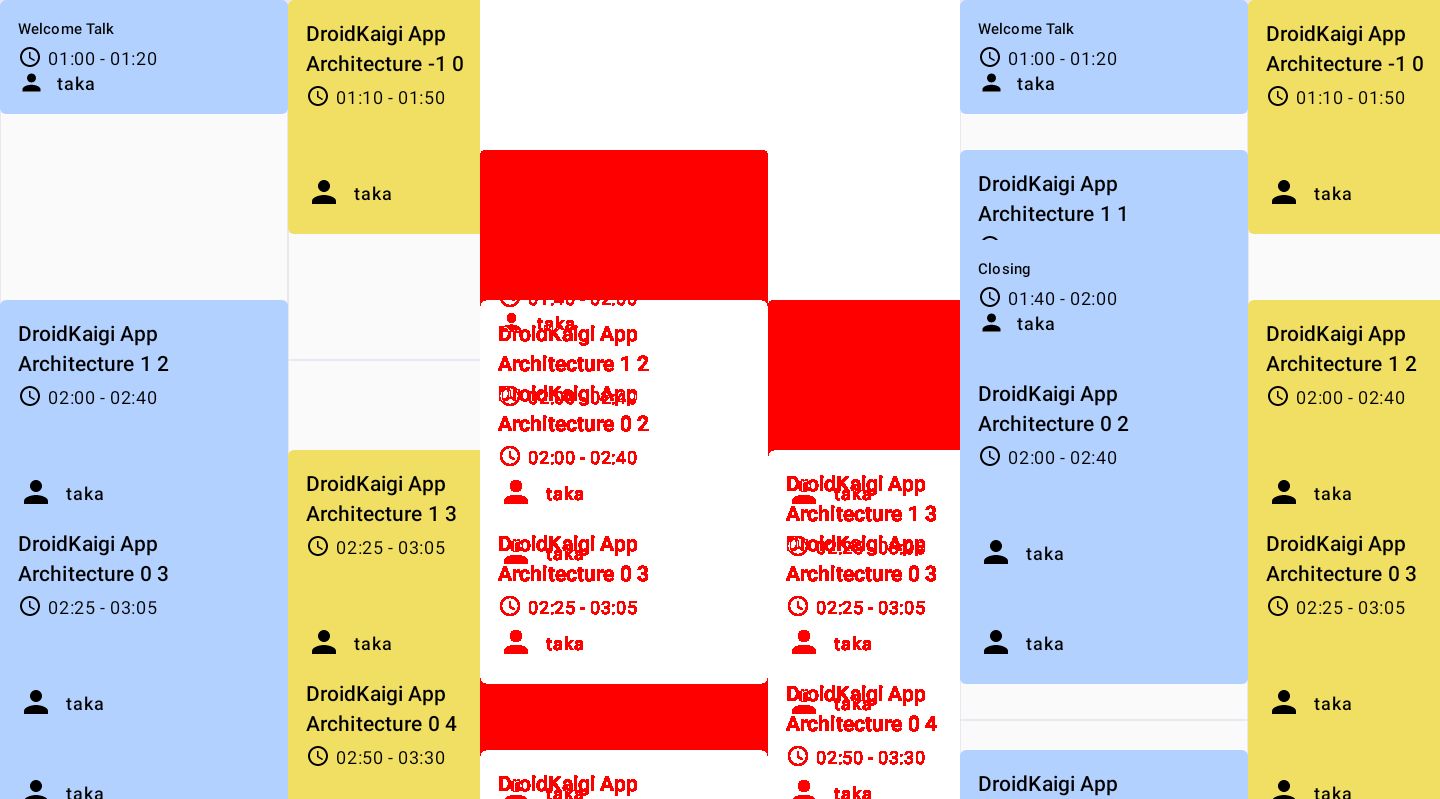 Welcome Talk
01:00 - 01:20
taka
DroidKaigi App
Architecture 1 2
02:00 - 02:40
taka
DroidKaigi App
Architecture 0 3
02:25 - 03:05
taka
taka
DroidKaigi App
Architecture -1 0
01:10 - 01:50
taka
DroidKaigi App
Architecture 1 3
02:25 - 03:05
taka
DroidKaigi App
Architecture 0 4
02:50 - 03:30
01:40 - 02:00
taka
DroidKaigi App
Architecture 1 2
DroidKaigi App
Architecture 0 2
02:00 - 02:40
taka
DroidKaigi App
taka
Architecture 0 3
02:25 - 03:05
taka
DroidKaigi App
taka
DroidKaigi App
taka
Architecture 1 3
DroidKaigi App
Architecture 0 3
02:25 - 03:05
taka
DroidKaigi App
taka
Architecture 0 4
02:50 - 03:30
taka
Welcome Talk
01:00 - 01:20
taka
DroidKaigi App
Architecture 1 1
Closing
01:40 - 02:00
taka
DroidKaigi App
Architecture 0 2
02:00 - 02:40
taka
taka
DroidKaigi App
DroidKaigi App
Architecture -1 0
01:10 - 01:50
taka
DroidKaigi App
Architecture 1 2
02:00 - 02:40
taka
DroidKaigi App
Architecture 0 3
02:25 - 03:05
taka
taka